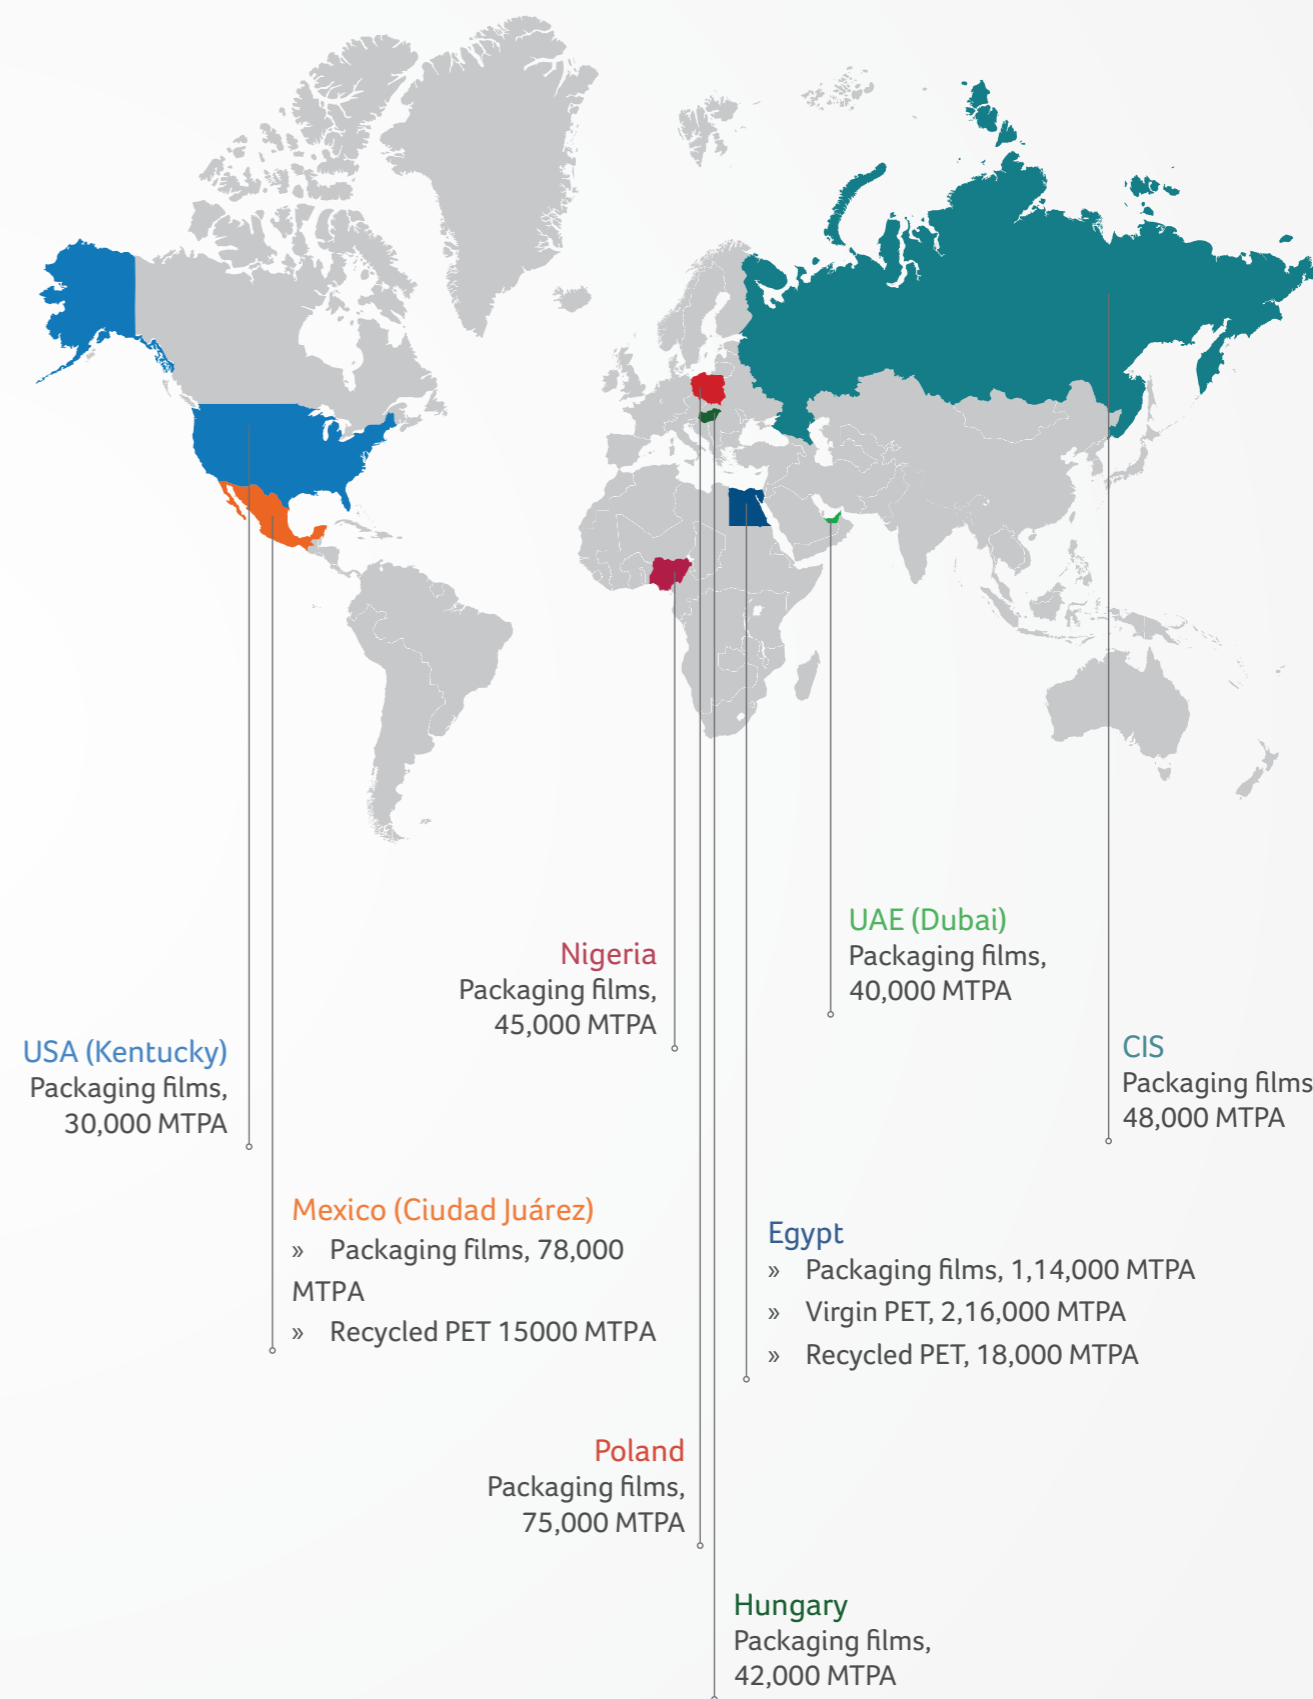 UAE (Dubai)
Packaging films,
40,000 MTPA
Nigeria
Packaging films,
45,000 MTPA
USA (Kentucky)
Packaging films,
30,000 MTPA
CIS
Packaging films
48,000 MTPA
Mexico (Ciudad Juárez)
» Packaging films, 78,000
MTPA
» Recycled PET 15000 MTPA
Egypt
» Packaging films, 1,14,000 MTPA
» Virgin PET, 2,16,000 MTPA
» Recycled PET, 18,000 MTPA
Poland
Packaging films,
75,000 MTPA
Hungary
Packaging films,
42,000 MTPA